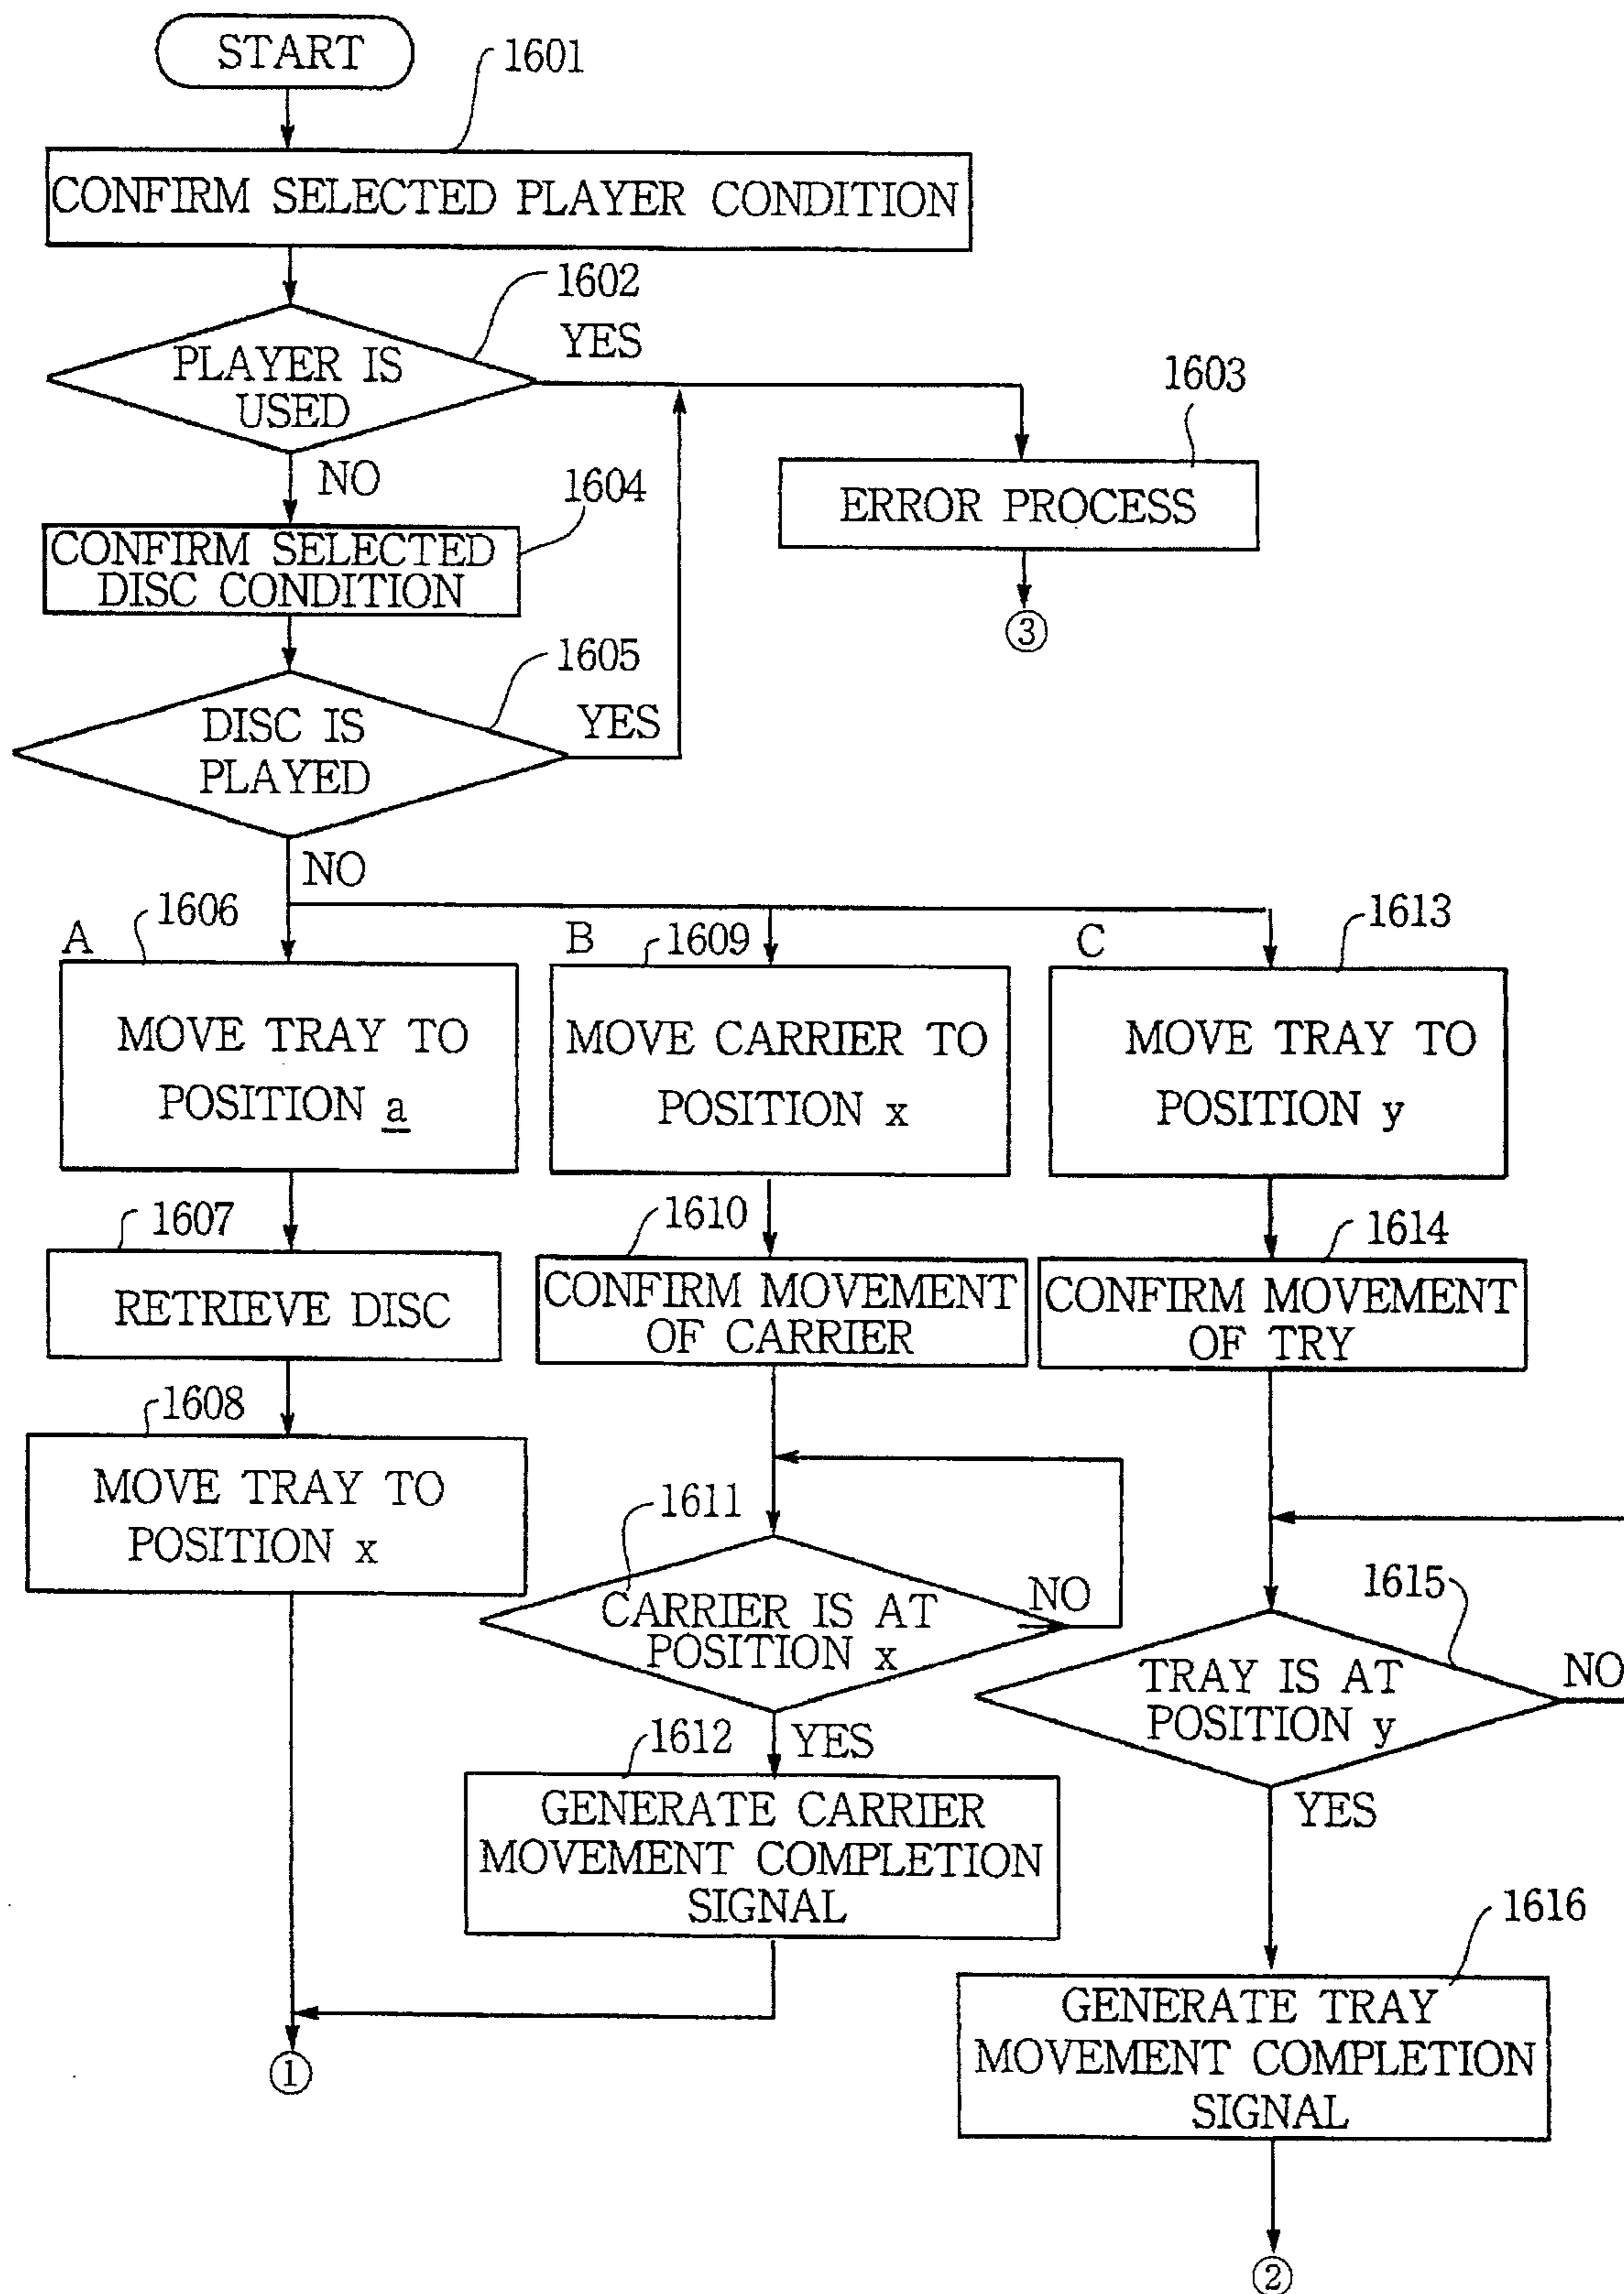 START
1601
CONFIRM SELECTED PLAYER CONDITION
1602
YES
PLAYER IS
USED
1603
NO
ERROR PROCESS
1604
CONFIRM SELECTED
DISC CONDITION
③
1605
YES
DISC IS
PLAYED
NO
A
1606
MOVE TRAY TO
POSITION a
B
1609
MOVE CARRIER TO
POSITION x
C
1613
MOVE TRAY TO
POSITION y
1607
RETRIEVE DISC
1610
CONFIRM MOVEMENT
OF CARRIER
1614
CONFIRM MOVEMENT
OF TRY
1608
MOVE TRAY TO
POSITION x
1611
CARRIER IS AT
POSITION x
NO
1615
TRAY IS AT
POSITION y
NO
1612
YES
GENERATE CARRIER
MOVEMENT COMPLETION
SIGNAL
YES
1616
GENERATE TRAY
MOVEMENT COMPLETION
SIGNAL
①
②